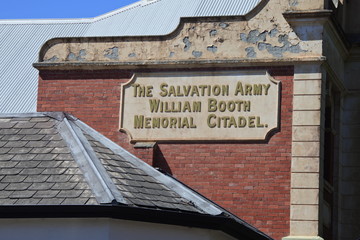 The Salvation Army
William Booth
Memorial Citadel.